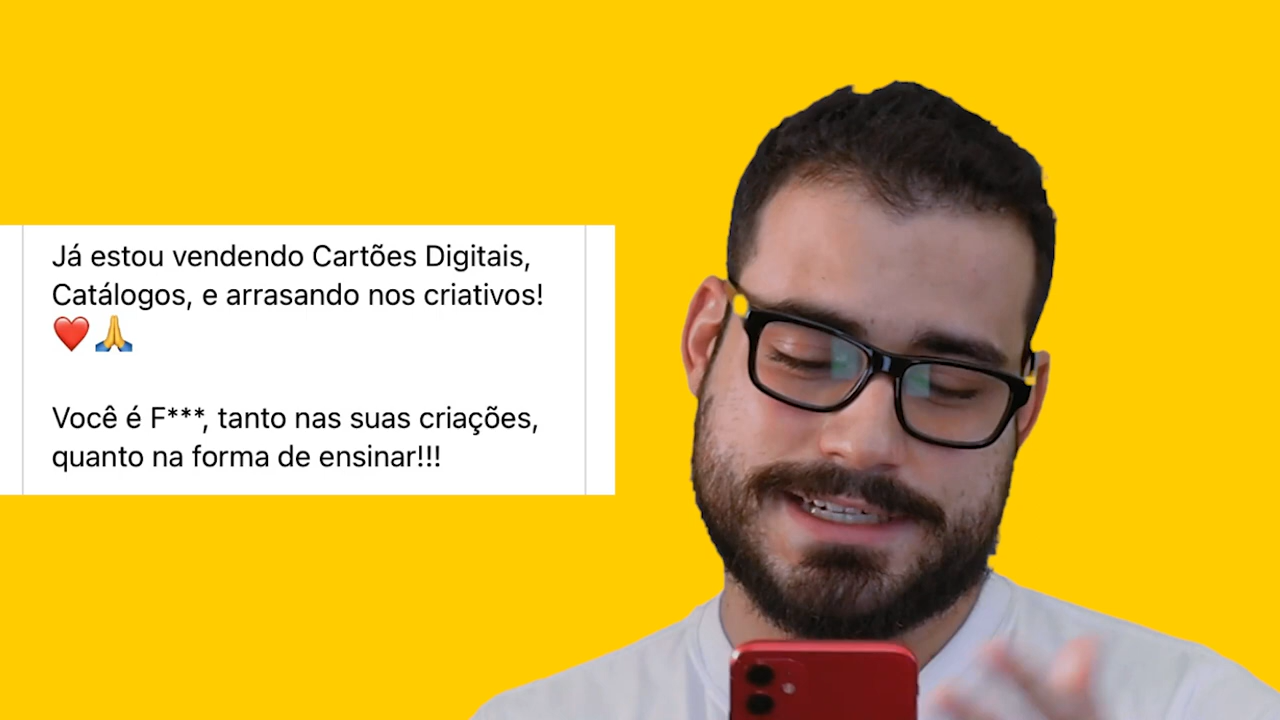 Já estou vendendo Cartões Digitais,
Catálogos, e arrasando nos criativos!
❤️🙏
Você é F***, tanto nas suas criações,
quanto na forma de ensinar!!!